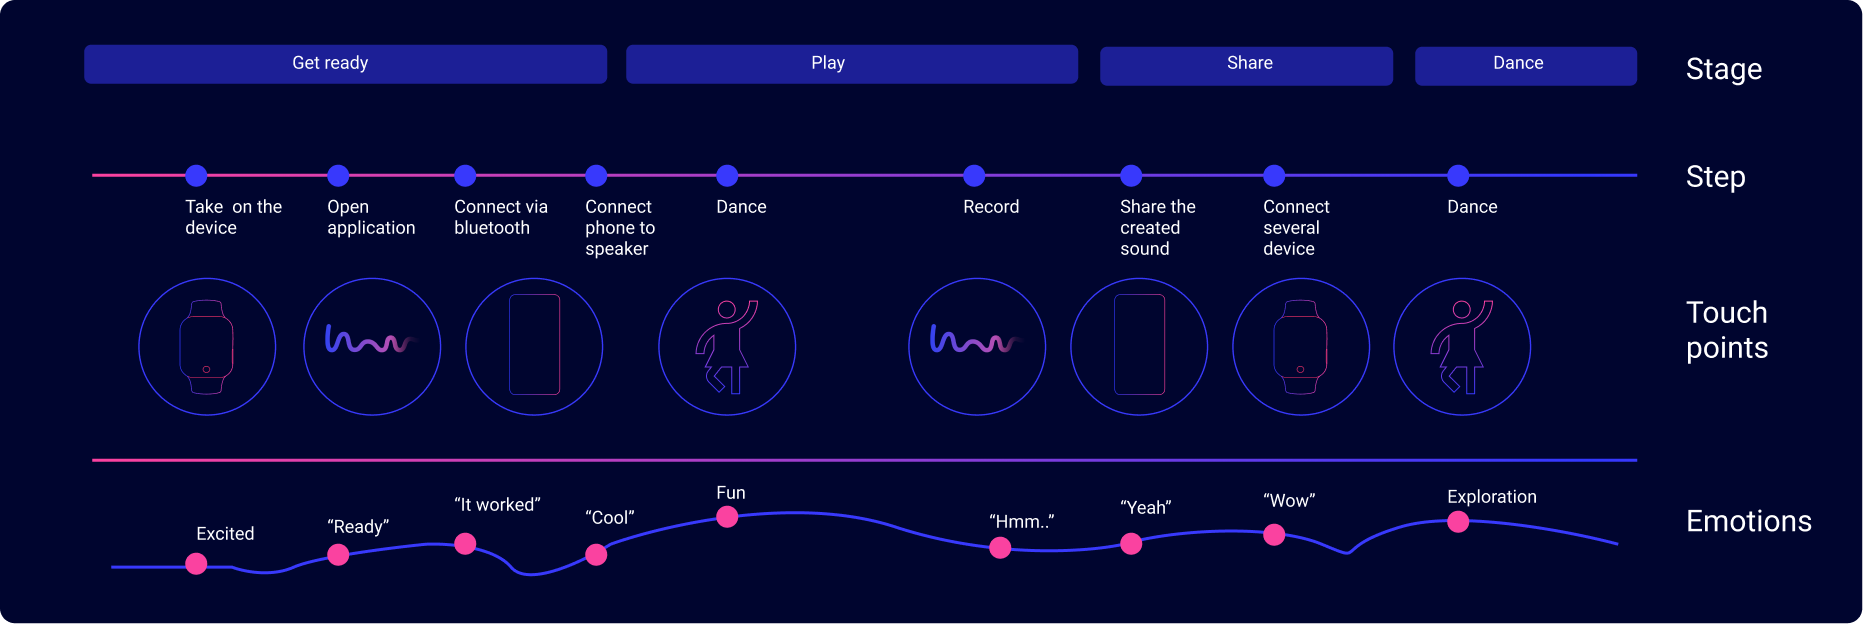 Get ready
Play
Share
Dance
Stage
Step
Take  on the
device
Open
application
Connect via
bluetooth
Connect
phone to
speaker
Dance
Record
Share the
created
sound
Connect
several
device
Dance
Touch
points
Excited
“Ready”
“It worked”
“Cool”
Fun
“Hmm..”
“Yeah”
“Wow”
Exploration
Emotions